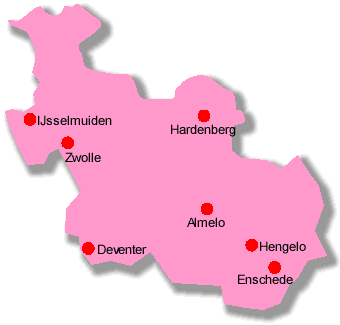 IJsselmuiden
Hardenberg
Zwolle
Almelo
Deventer
Hengelo
Enschede